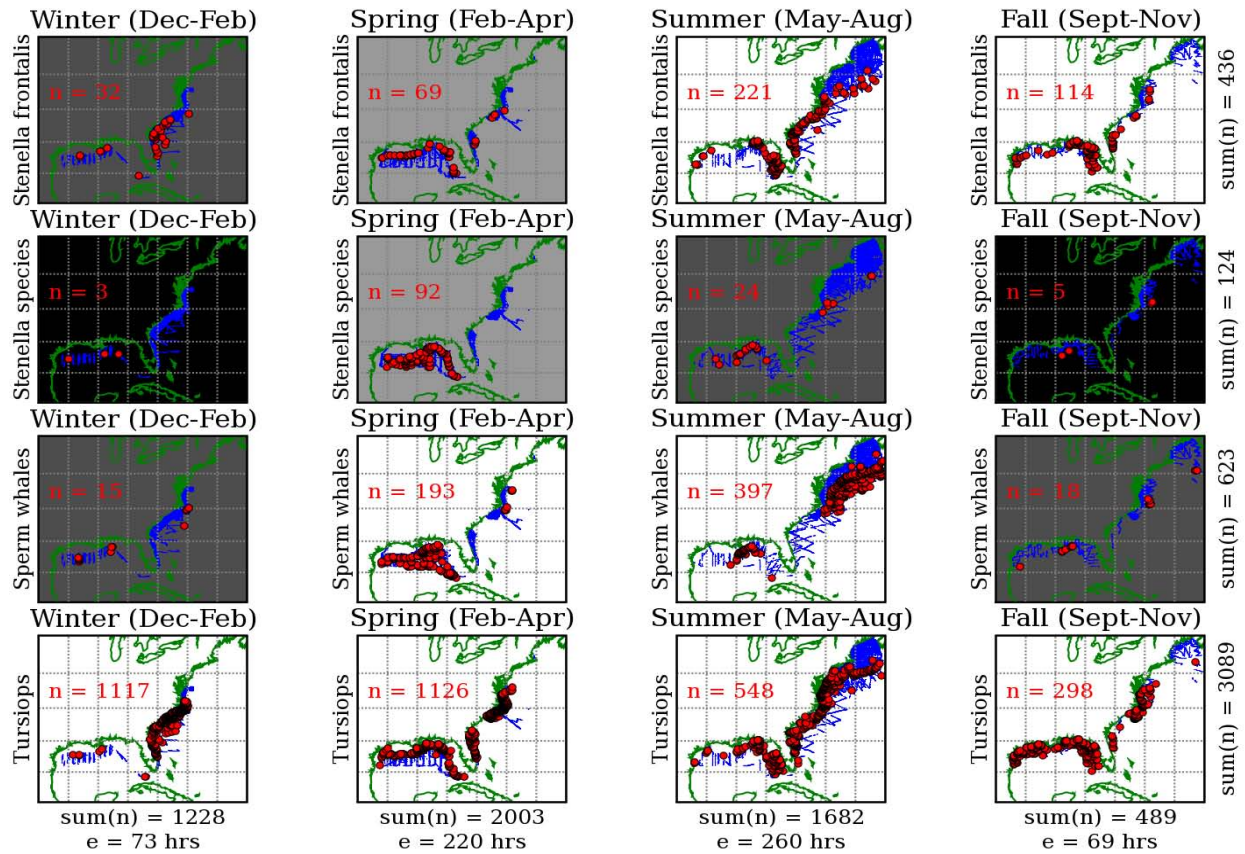 Winter (Dec-Feb)
Spring (Feb-Apr)
Summer (May-Aug)
Fall (Sept-Nov)
Stenella frontalis
n = 32
Stenella frontalis
n = 69
Stenella frontalis
n = 221
Stenella frontalis
n = 114
sum(n) = 436
Winter (Dec-Feb)
Spring (Feb-Apr)
Summer (May-Aug)
Fall (Sept-Nov)
Stenella species
n = 3
Stenella species
n = 92
Stenella species
n = 24
Stenella species
n = 5
sum(n) = 124
Winter (Dec-Feb)
Spring (Feb-Apr)
Summer (May-Aug)
Fall (Sept-Nov)
Sperm whales
n = 15
Sperm whales
n = 193
Sperm whales
n = 397
Sperm whales
n = 18
sum(n) = 623
Winter (Dec-Feb)
Spring (Feb-Apr)
Summer (May-Aug)
Fall (Sept-Nov)
Tursiops
n = 1117
Tursiops
n = 1126
Tursiops
n = 548
Tursiops
n = 298
sum(n) = 3089
sum(n) = 1228
e = 73 hrs
sum(n) = 2003
e = 220 hrs
sum(n) = 1682
e = 260 hrs
sum(n) = 489
e = 69 hrs